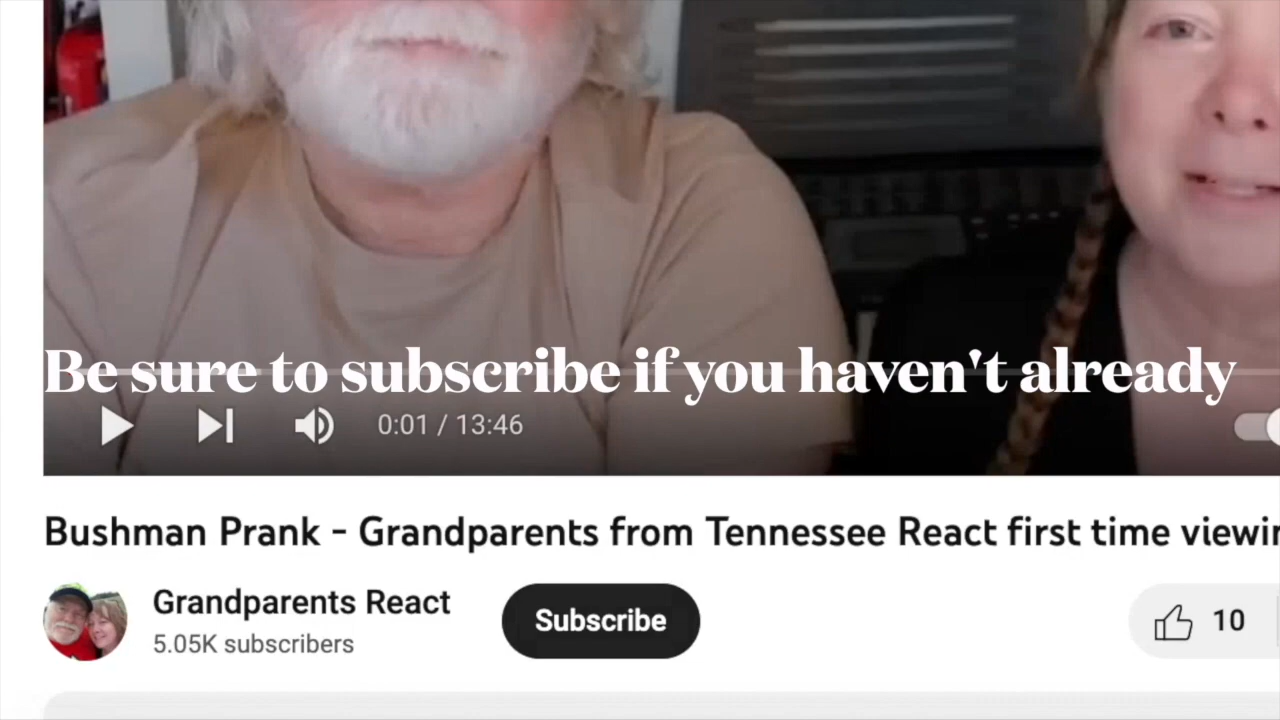 Be sure to subscribe if you haven't already
0:01 / 13:46
Bushman Prank - Grandparents from Tennessee React first time viewin
Grandparents React
5.05K subscribers
Subscribe
10